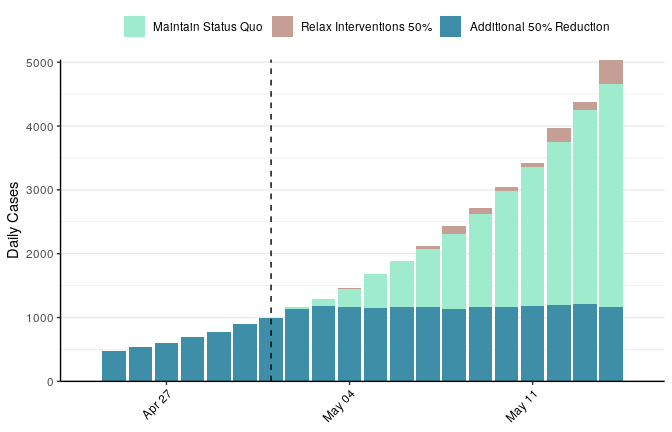 Maintain Status Quo
Relax Interventions 50%
Additional 50% Reduction
Daily Cases
5000
4000
3000
2000
1000
0
Apr 27
May 04
May 11